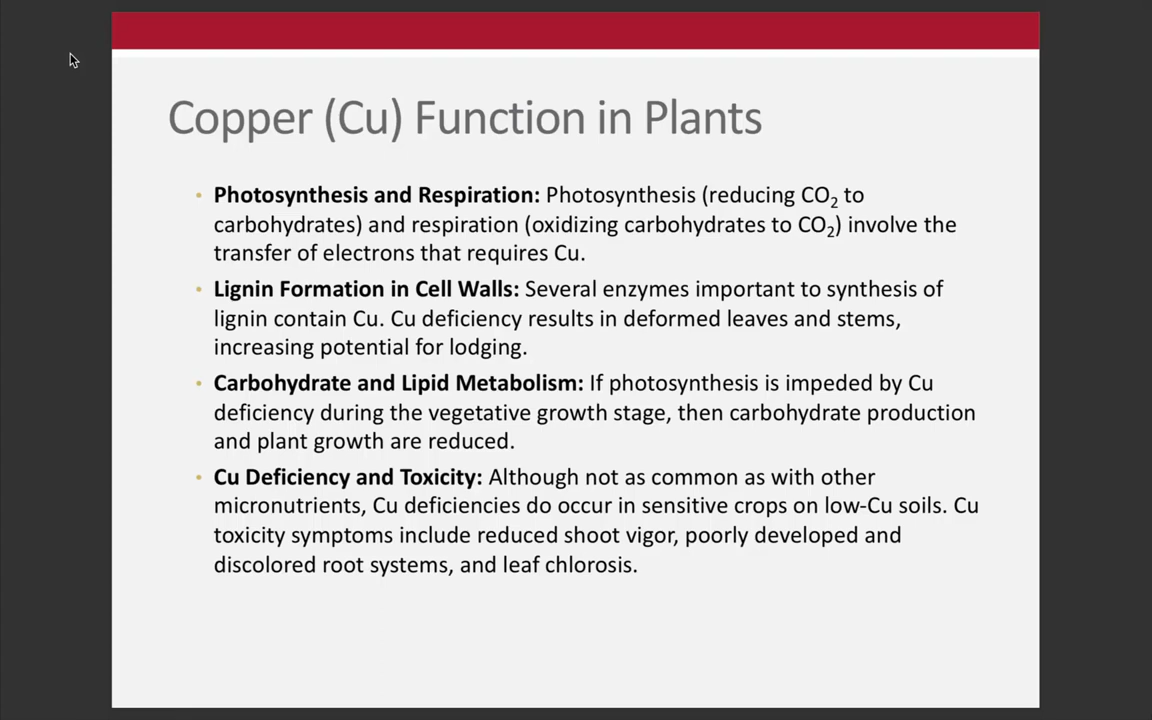 Copper (Cu) Function in Plants
• Photosynthesis and Respiration: Photosynthesis (reducing CO₂ to
carbohydrates) and respiration (oxidizing carbohydrates to CO₂) involve the
transfer of electrons that requires Cu.
• Lignin Formation in Cell Walls: Several enzymes important to synthesis of
lignin contain Cu. Cu deficiency results in deformed leaves and stems,
increasing potential for lodging.
• Carbohydrate and Lipid Metabolism: If photosynthesis is impeded by Cu
deficiency during the vegetative growth stage, then carbohydrate production
and plant growth are reduced.
• Cu Deficiency and Toxicity: Although not as common as with other
micronutrients, Cu deficiencies do occur in sensitive crops on low-Cu soils. Cu
toxicity symptoms include reduced shoot vigor, poorly developed and
discolored root systems, and leaf chlorosis.